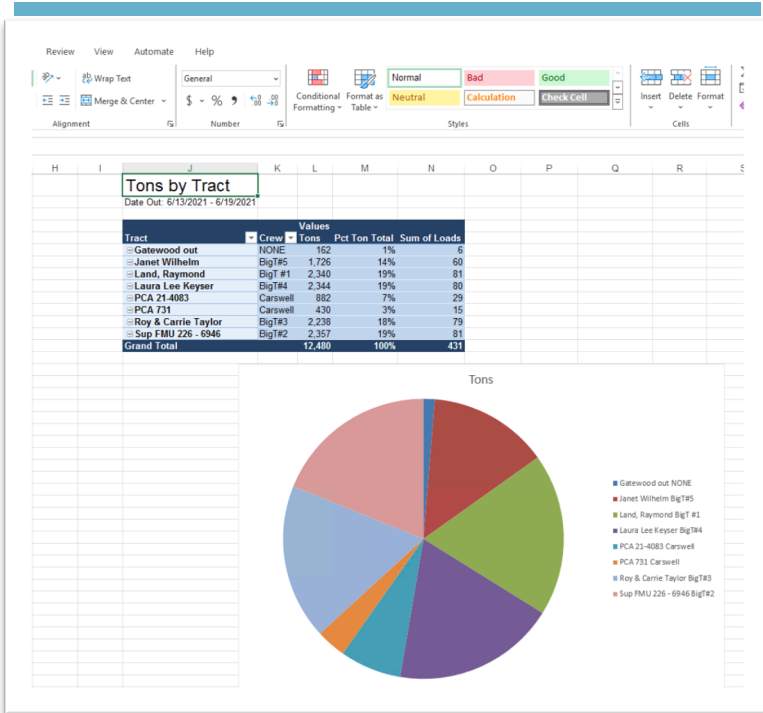 Review View Automate Help
ab Wrap Text General Normal Bad Good
Merge & Center $ % 9 Conditional Formatting Format as Table Neutral Calculation Check Cell Insert Delete Format
Alignment Number Styles Cells
H I J K L M N O P Q R S
Tons by Tract
Date Out: 6/13/2021 - 6/19/2021
Values
Tract Crew Tons Pct Ton Total Sum of Loads
Gatewood out NONE 162 1% 6
Janet Wilhelm BigT#5 1,726 14% 60
Land, Raymond BigT #1 2,340 19% 81
Laura Lee Keyser BigT#4 2,344 19% 80
PCA 21-4083 Carswell 882 7% 29
PCA 731 Carswell 430 3% 15
Roy & Carrie Taylor BigT#3 2,238 18% 79
Sup FMU 226 - 6946 BigT#2 2,357 19% 81
Grand Total 12,480 100% 431
Tons
Gatewood out NONE
Janet Wilhelm BigT#5
Land, Raymond BigT #1
Laura Lee Keyser BigT#4
PCA 21-4083 Carswell
PCA 731 Carswell
Roy & Carrie Taylor BigT#3
Sup FMU 226 - 6946 BigT#2